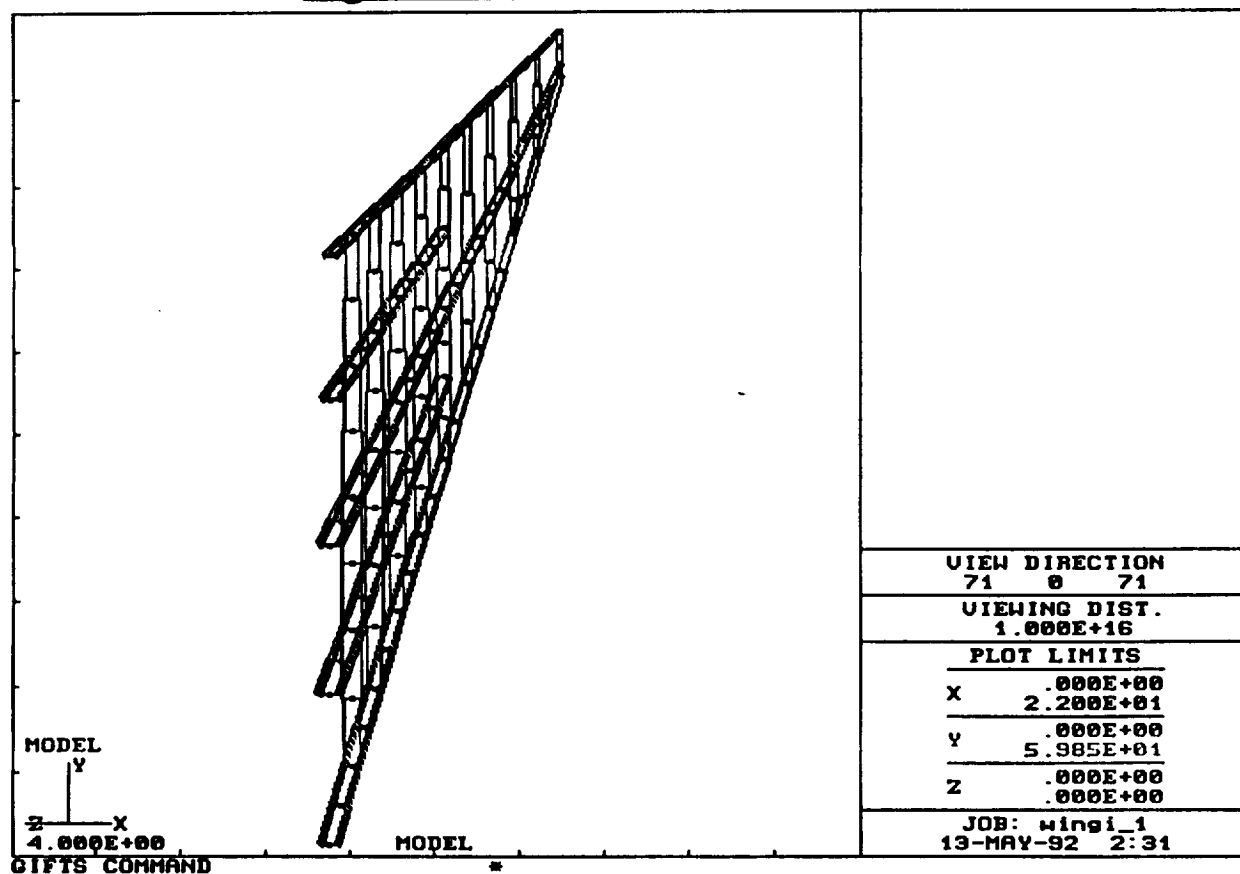 VIEW DIRECTION
71 0 71
VIEWING DIST.
1.000E+16
PLOT LIMITS
X .000E+00
2.200E+01
Y .000E+00
5.985E+01
Z .000E+00
.000E+00
JOB: wingi_1
13-MAY-92 2:31
MODEL
Y
Z X
4.000E+00
MODEL
GIFTS COMMAND *